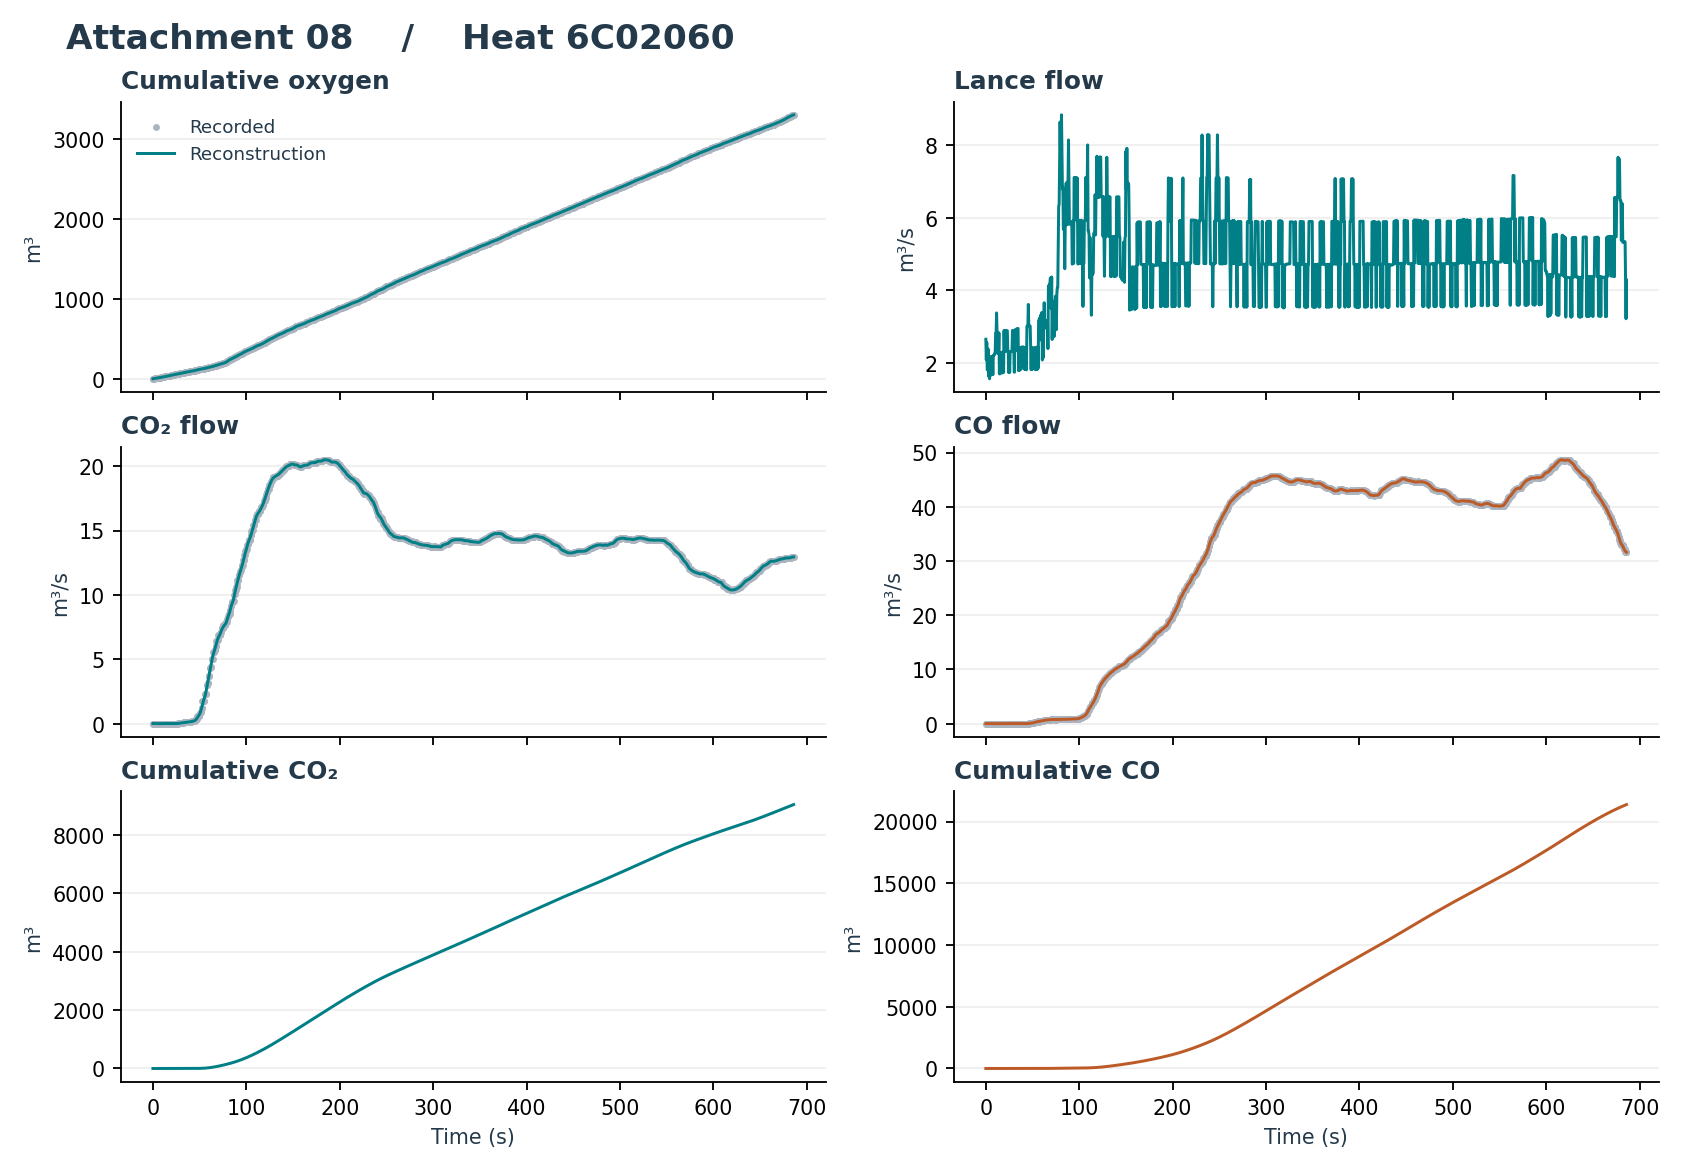 Attachment 08 / Heat 6C02060
Cumulative oxygen
m³
3000
2000
1000
0
Recorded
Reconstruction
Lance flow
m³/s
8
6
4
2
CO₂ flow
m³/s
20
15
10
5
0
CO flow
m³/s
50
40
30
20
10
0
Cumulative CO₂
m³
8000
6000
4000
2000
0
0 100 200 300 400 500 600 700
Time (s)
Cumulative CO
m³
20000
15000
10000
5000
0
0 100 200 300 400 500 600 700
Time (s)